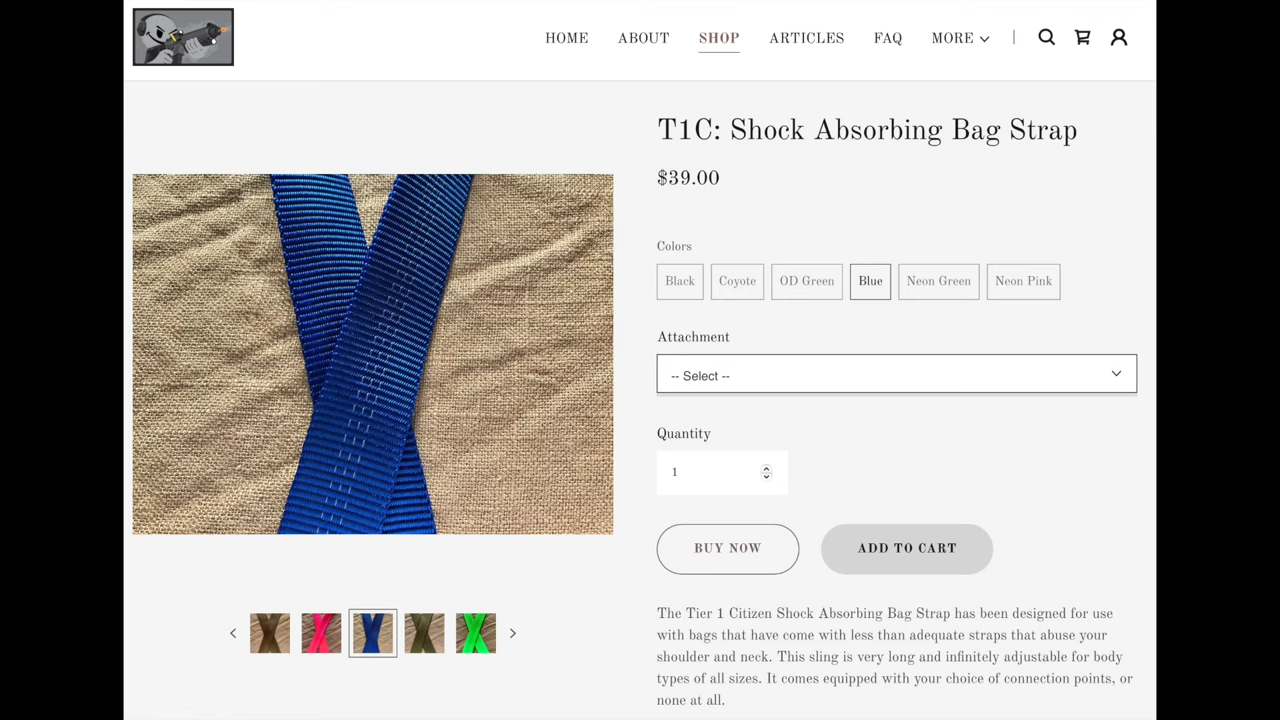 HOME ABOUT SHOP ARTICLES FAQ MORE
T1C: Shock Absorbing Bag Strap
$39.00
Colors
Black Coyote OD Green Blue Neon Green Neon Pink
Attachment
-- Select --
Quantity
1
BUY NOW ADD TO CART
The Tier 1 Citizen Shock Absorbing Bag Strap has been designed for use
with bags that have come with less than adequate straps that abuse your
shoulder and neck. This sling is very long and infinitely adjustable for body
types of all sizes. It comes equipped with your choice of connection points, or
none at all.